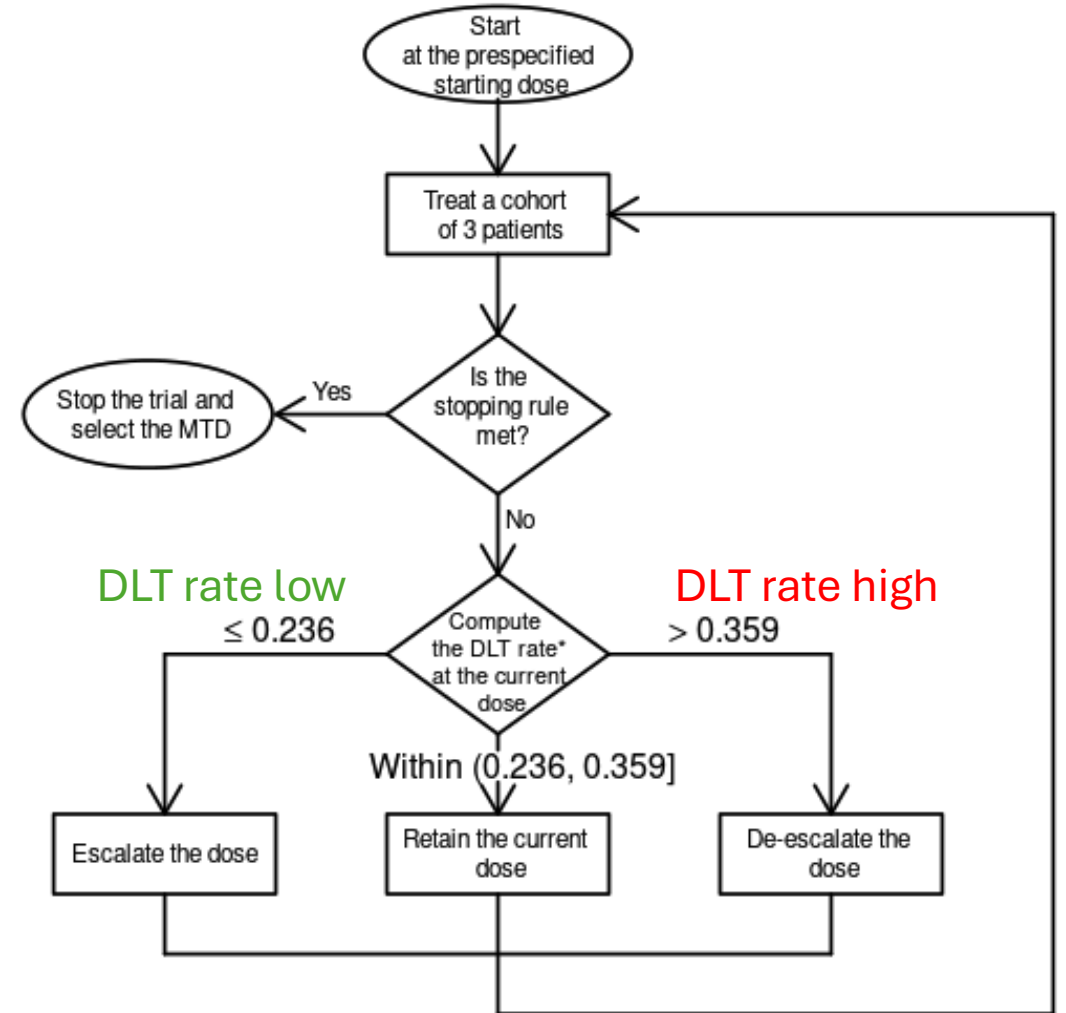 Start
at the prespecified
starting dose
Treat a cohort
of 3 patients
Is the
stopping rule
met?
Yes
Stop the trial and
select the MTD
No
DLT rate low
≤ 0.236
Compute
the DLT rate*
at the current
dose
DLT rate high
> 0.359
Within (0.236, 0.359]
Escalate the dose
Retain the current
dose
De-escalate the
dose